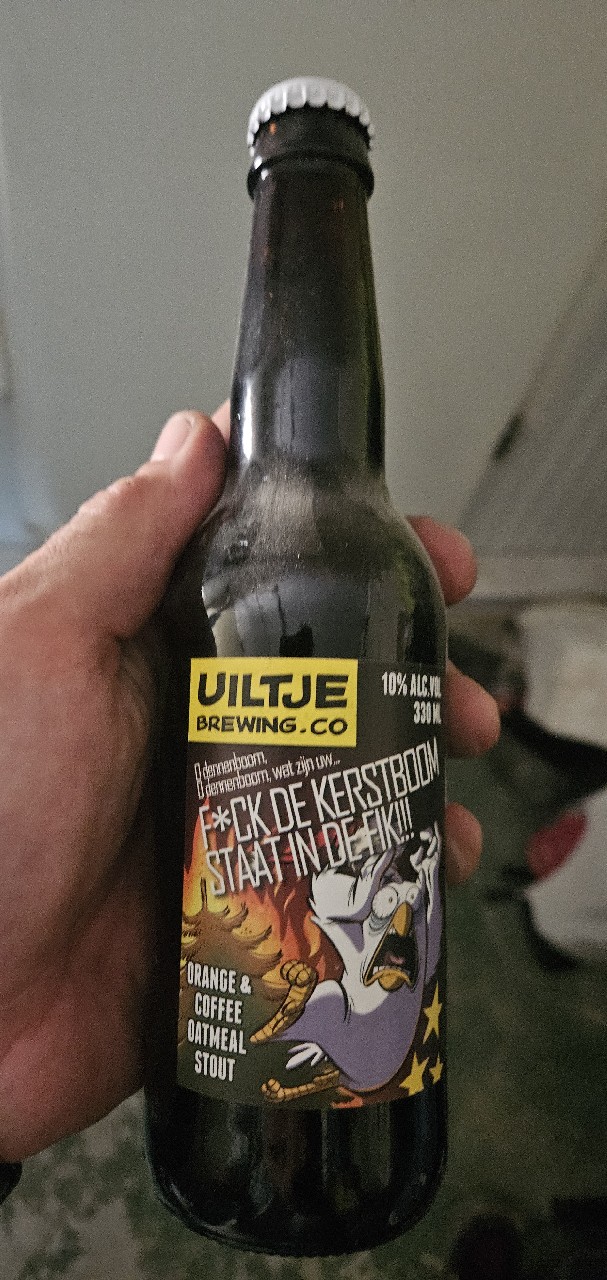 UILTJE
BREWING.CO
10% ALC.VOL
330 ML
O dennenboom,
O dennenboom, wat zijn uw...
F*CK DE KERSTBOOM
STAAT IN DE FIK!!!
ORANGE &
COFFEE
OATMEAL
STOUT